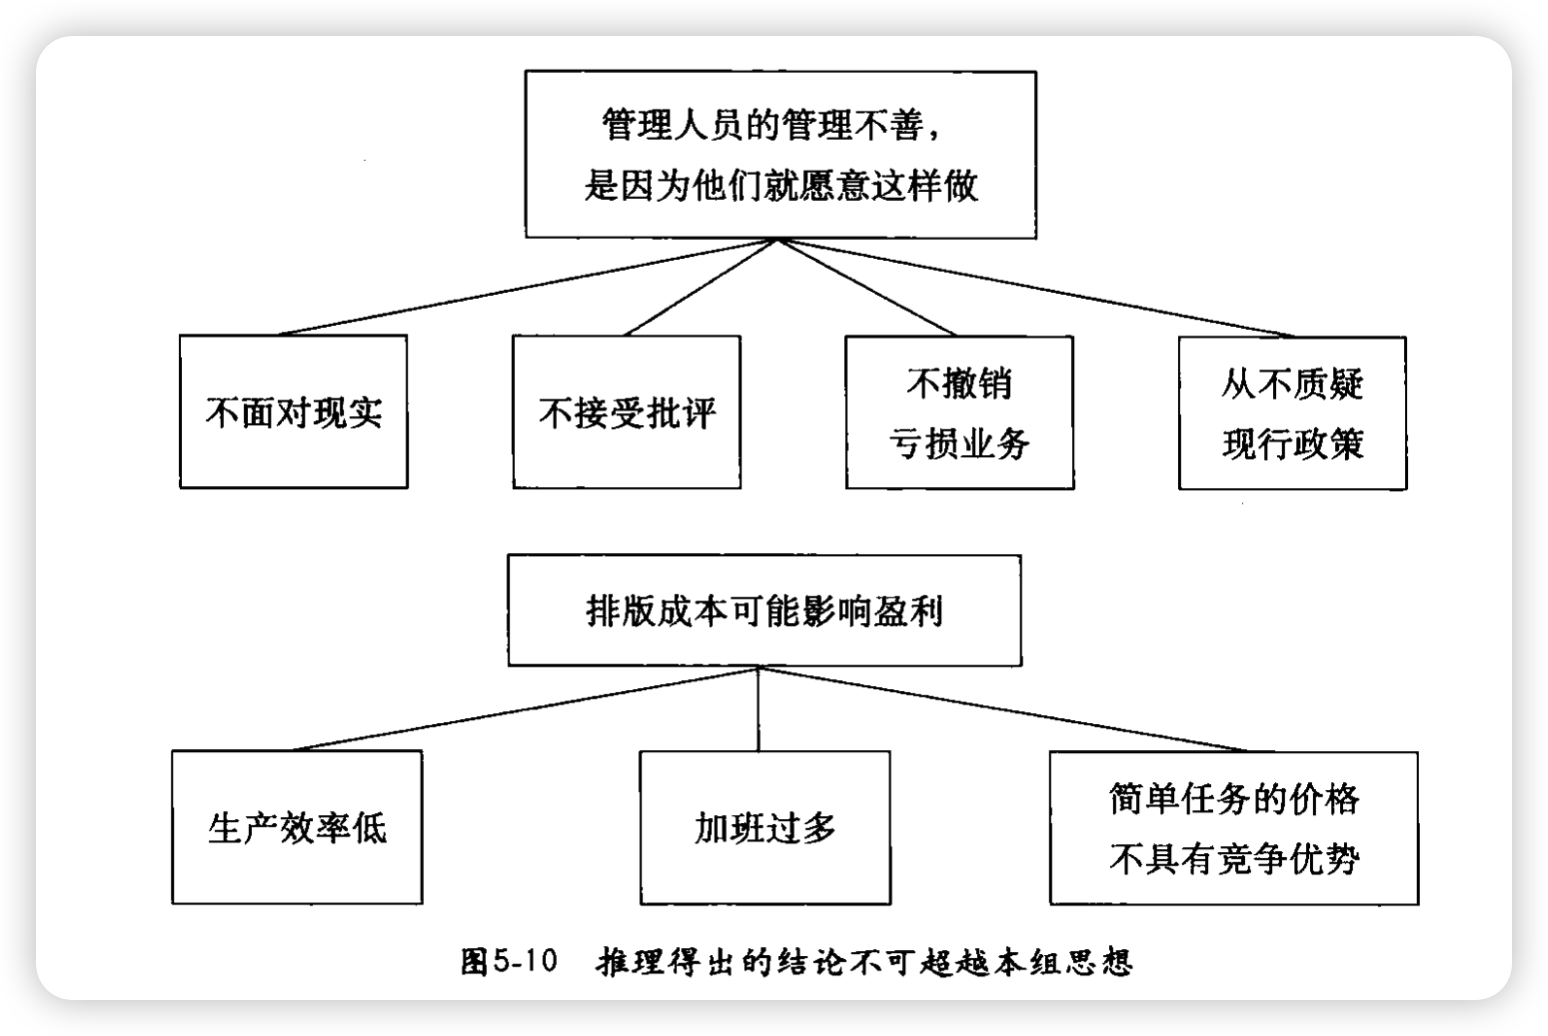 管理人员的管理不善，
是因为他们就愿意这样做
不面对现实
不接受批评
不撤销
亏损业务
从不质疑
现行政策
排版成本可能影响盈利
生产效率低
加班过多
简单任务的价格
不具有竞争优势
图5-10 推理得出的结论不可超越本组思想